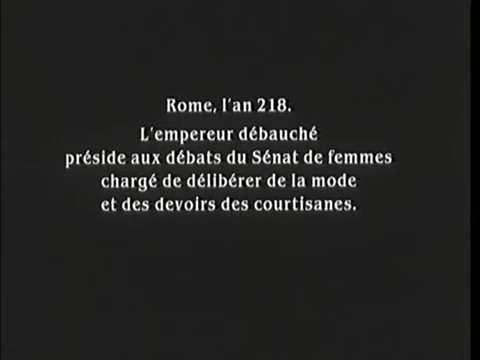 Rome, l'an 218.
L'empereur débauché
préside aux débats du Sénat de femmes
chargé de délibérer de la mode
et des devoirs des courtisanes.